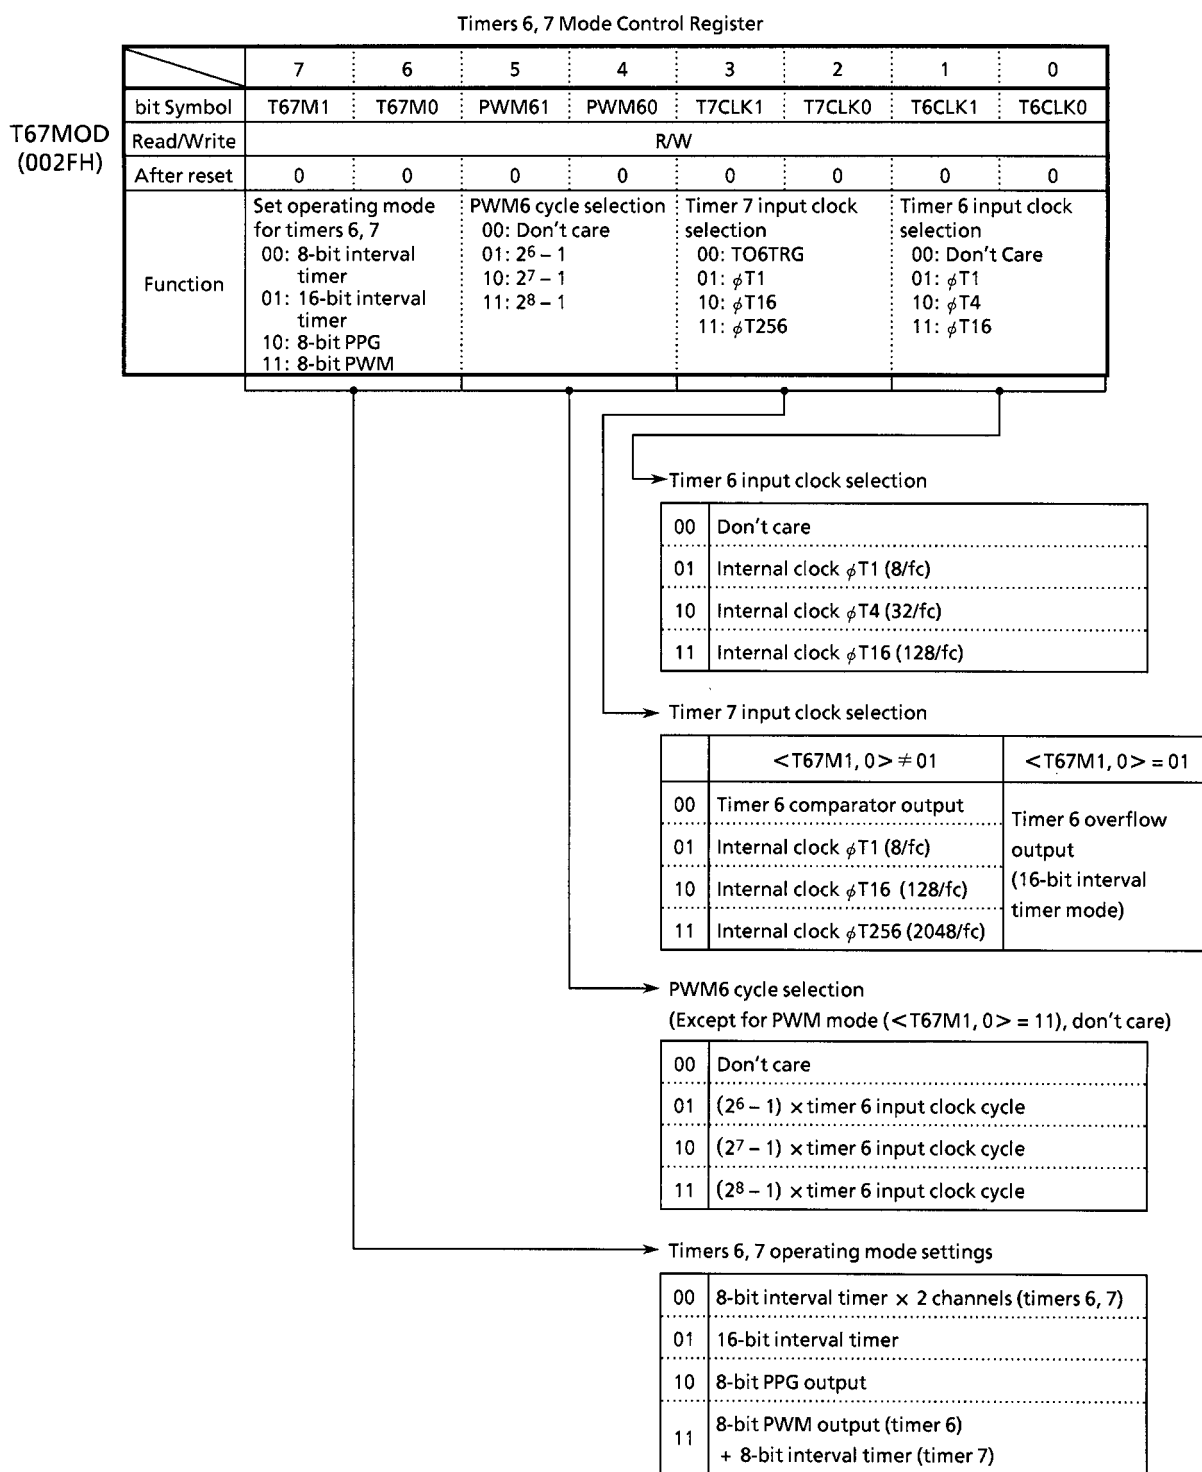 Timers 6, 7 Mode Control Register
7 6 5 4 3 2 1 0
bit Symbol T67M1 T67M0 PWM61 PWM60 T7CLK1 T7CLK0 T6CLK1 T6CLK0
T67MOD
(002FH)
Read/Write R/W
After reset 0 0 0 0 0 0 0 0
Function
Set operating mode
for timers 6, 7
00: 8-bit interval
timer
01: 16-bit interval
timer
10: 8-bit PPG
11: 8-bit PWM
PWM6 cycle selection
00: Don't care
01: 2⁶ – 1
10: 2⁷ – 1
11: 2⁸ – 1
Timer 7 input clock
selection
00: TO6TRG
01: ϕT1
10: ϕT16
11: ϕT256
Timer 6 input clock
selection
00: Don't Care
01: ϕT1
10: ϕT4
11: ϕT16
Timer 6 input clock selection
00 Don't care
01 Internal clock ϕT1 (8/fc)
10 Internal clock ϕT4 (32/fc)
11 Internal clock ϕT16 (128/fc)
Timer 7 input clock selection
<T67M1, 0> ≠ 01 <T67M1, 0> = 01
00 Timer 6 comparator output
01 Internal clock ϕT1 (8/fc)
10 Internal clock ϕT16 (128/fc)
11 Internal clock ϕT256 (2048/fc)
Timer 6 overflow
output
(16-bit interval
timer mode)
PWM6 cycle selection
(Except for PWM mode (<T67M1, 0> = 11), don't care)
00 Don't care
01 (2⁶ – 1) × timer 6 input clock cycle
10 (2⁷ – 1) × timer 6 input clock cycle
11 (2⁸ – 1) × timer 6 input clock cycle
Timers 6, 7 operating mode settings
00 8-bit interval timer × 2 channels (timers 6, 7)
01 16-bit interval timer
10 8-bit PPG output
11 8-bit PWM output (timer 6)
+ 8-bit interval timer (timer 7)